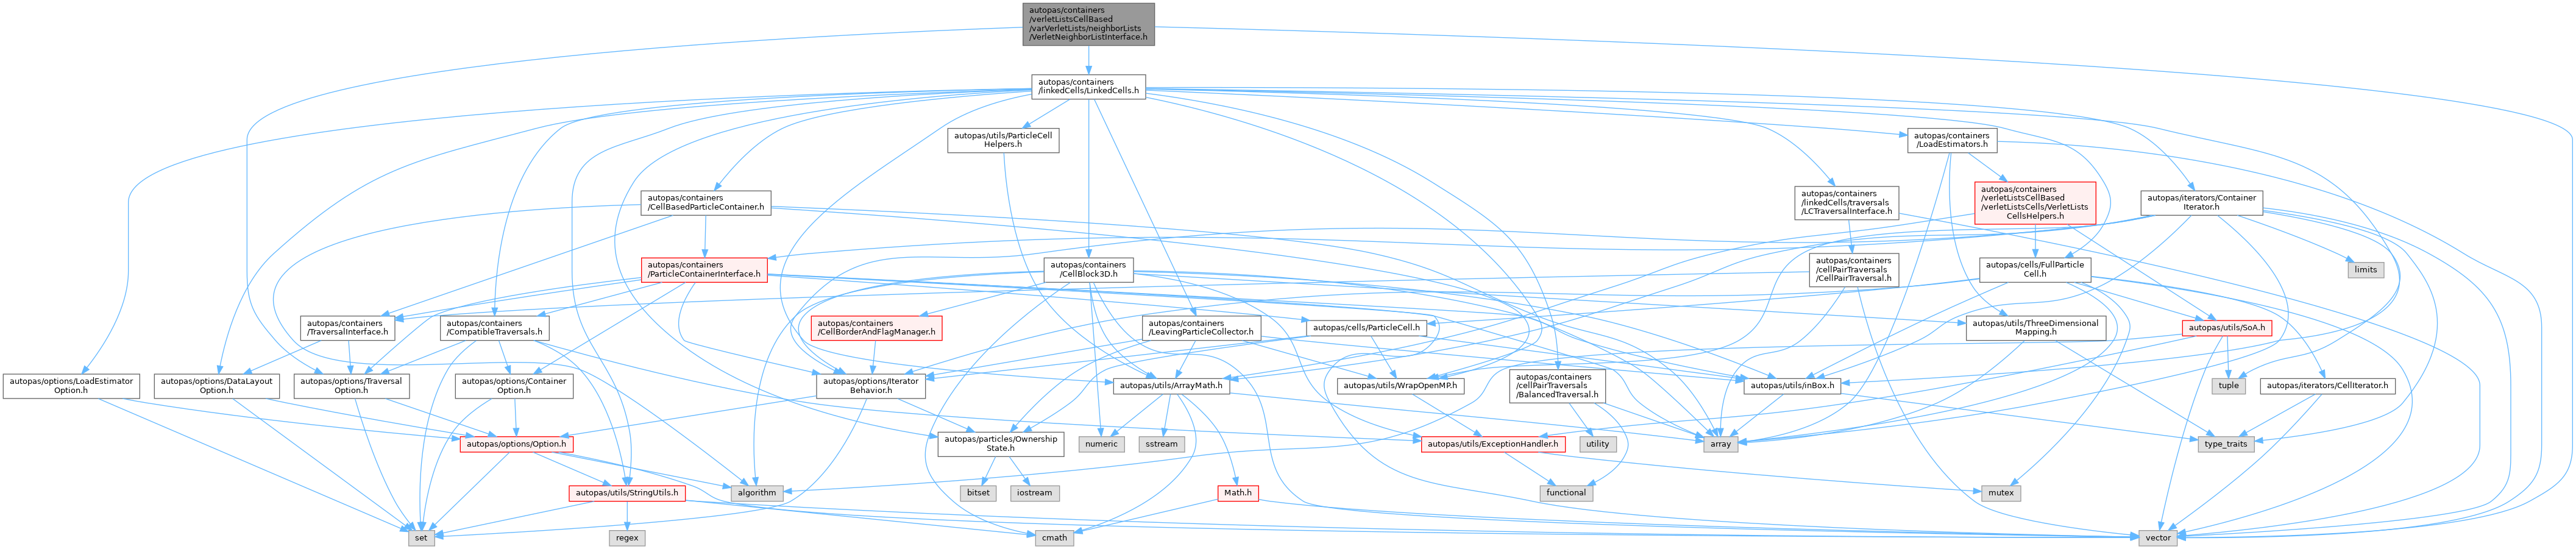 autopas/containers
/verletListsCellBased
/varVerletLists/neighborLists
/VerletNeighborListInterface.h
autopas/containers
/linkedCells/LinkedCells.h
autopas/utils/ParticleCell
Helpers.h
autopas/containers
/LoadEstimators.h
autopas/containers
/CellBasedParticleContainer.h
autopas/containers
/linkedCells/traversals
/LCTraversalInterface.h
autopas/containers
/verletListsCellBased
/verletListsCells/VerletLists
CellsHelpers.h
autopas/iterators/Container
Iterator.h
autopas/containers
/ParticleContainerInterface.h
autopas/containers
/CellBlock3D.h
autopas/containers
/cellPairTraversals
/CellPairTraversal.h
autopas/cells/FullParticle
Cell.h
limits
autopas/containers
/TraversalInterface.h
autopas/containers
/CompatibleTraversals.h
autopas/containers
/CellBorderAndFlagManager.h
autopas/containers
/LeavingParticleCollector.h
autopas/cells/ParticleCell.h
autopas/utils/ThreeDimensional
Mapping.h
autopas/utils/SoA.h
autopas/options/LoadEstimator
Option.h
autopas/options/DataLayout
Option.h
autopas/options/Traversal
Option.h
autopas/options/Container
Option.h
autopas/options/Iterator
Behavior.h
autopas/utils/ArrayMath.h
autopas/utils/WrapOpenMP.h
autopas/containers
/cellPairTraversals
/BalancedTraversal.h
autopas/utils/inBox.h
tuple
autopas/iterators/CellIterator.h
autopas/options/Option.h
autopas/particles/Ownership
State.h
numeric
sstream
autopas/utils/ExceptionHandler.h
utility
array
type_traits
autopas/utils/StringUtils.h
algorithm
bitset
iostream
Math.h
functional
mutex
set
regex
cmath
vector